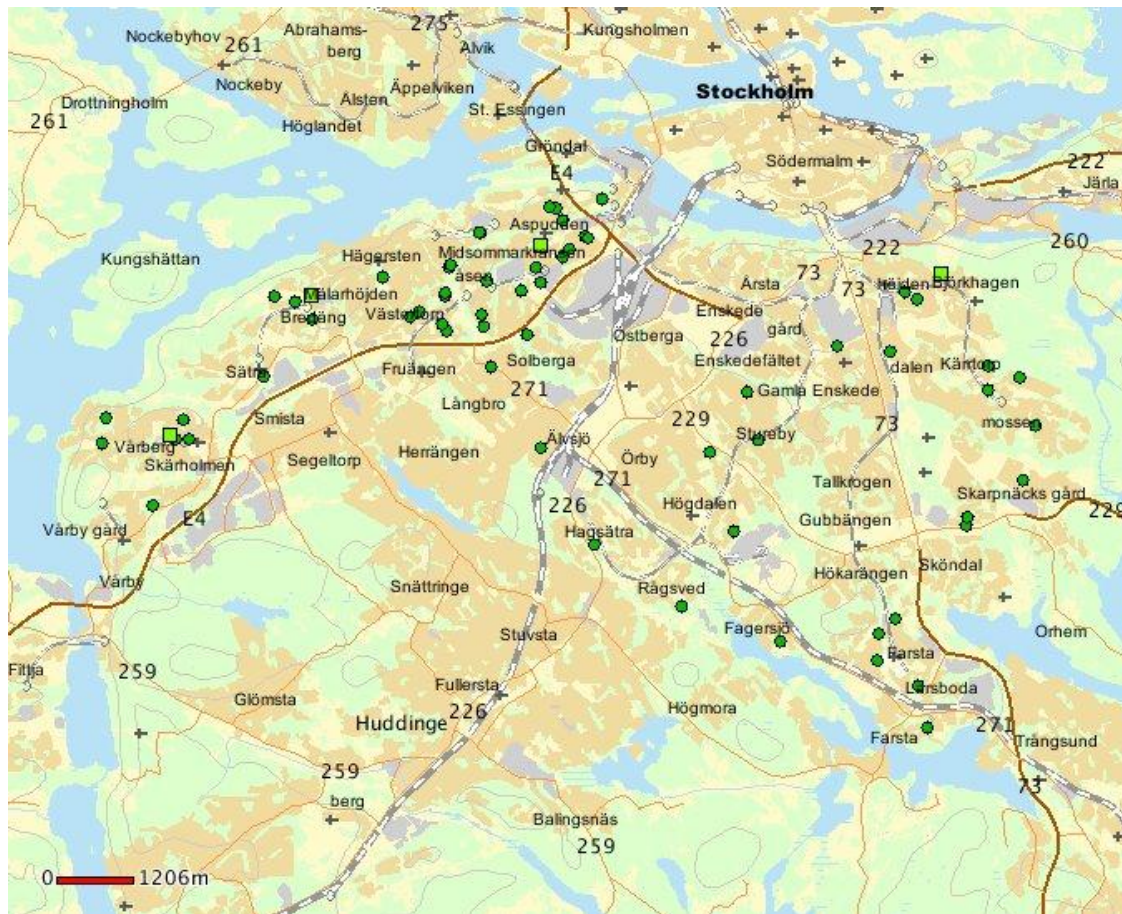 Nockebyhov
261
Abrahams-
berg
275
Alvik
Kungsholmen
Nockeby
Äppelviken
Ålsten
Drottningholm
Höglandet
261
St. Essingen
Stockholm
Gröndal
Södermalm
222
Järla
E4
Aspudden
Midsommarkransen
Hägersten
åsen
Kungshättan
222
260
73
73
Årsta
höjden
Björkhagen
Mälarhöjden
Bredäng
Västertorp
Enskede
gård
Östberga
226
Enskedefältet
dalen
Kärrtorp
Solberga
Fruängen
Sätra
271
Gamla Enskede
Långbro
Smista
229
73
mossen
Stureby
Vårberg
Skärholmen
Segeltorp
Herrängen
Älvsjö
Örby
271
Tallkrogen
Skarpnäcks gård
Högdalen
226
Gubbängen
229
E4
Vårby gård
Hagsätra
Hökarängen
Sköndal
Vårby
Snättringe
Rågsved
Fagersjö
Orhem
Stuvsta
Farsta
Fittja
259
Glömsta
Fullersta
226
Larsboda
Högmora
Huddinge
271
Farsta
Trångsund
259
73
berg
Balingsnäs
259
0
1206m